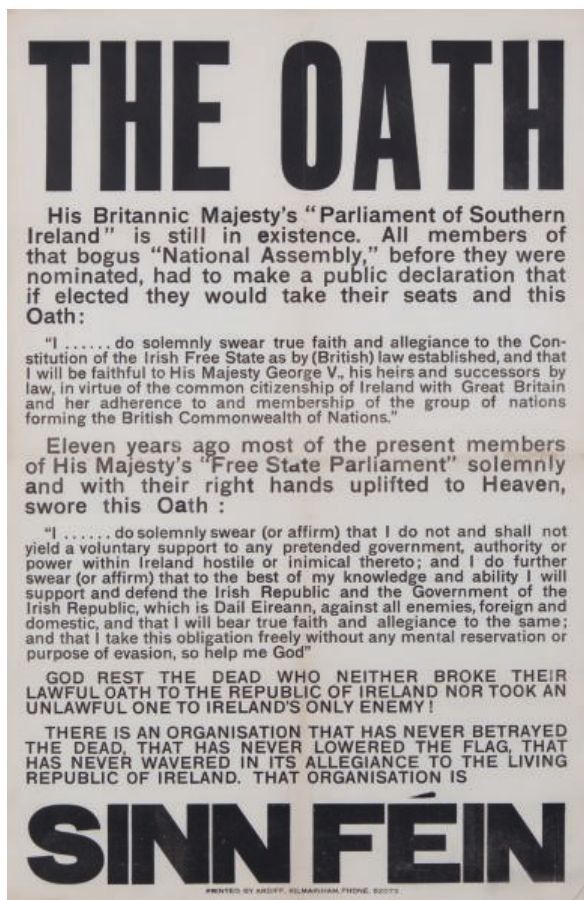 THE OATH
His Britannic Majesty's "Parliament of Southern
Ireland" is still in existence. All members of
that bogus "National Assembly," before they were
nominated, had to make a public declaration that
if elected they would take their seats and this
Oath:
"I ...... do solemnly swear true faith and allegiance to the Con-
stitution of the Irish Free State as by (British) law established, and that
I will be faithful to His Majesty George V., his heirs and successors by
law, in virtue of the common citizenship of Ireland with Great Britain
and her adherence to and membership of the group of nations
forming the British Commonwealth of Nations."
Eleven years ago most of the present members
of His Majesty's "Free State Parliament" solemnly
and with their right hands uplifted to Heaven,
swore this Oath :
"I ...... do solemnly swear (or affirm) that I do not and shall not
yield a voluntary support to any pretended government, authority or
power within Ireland hostile or inimical thereto; and I do further
swear (or affirm) that to the best of my knowledge and ability I will
support and defend the Irish Republic and the Government of the
Irish Republic, which is Dail Eireann, against all enemies, foreign and
domestic, and that I will bear true faith and allegiance to the same;
and that I take this obligation freely without any mental reservation or
purpose of evasion, so help me God"
GOD REST THE DEAD WHO NEITHER BROKE THEIR
LAWFUL OATH TO THE REPUBLIC OF IRELAND NOR TOOK AN
UNLAWFUL ONE TO IRELAND'S ONLY ENEMY!
THERE IS AN ORGANISATION THAT HAS NEVER BETRAYED
THE DEAD, THAT HAS NEVER LOWERED THE FLAG, THAT
HAS NEVER WAVERED IN ITS ALLEGIANCE TO THE LIVING
REPUBLIC OF IRELAND. THAT ORGANISATION IS
SINN FÉIN
PRINTED BY KILMAINHAM, PHONE.